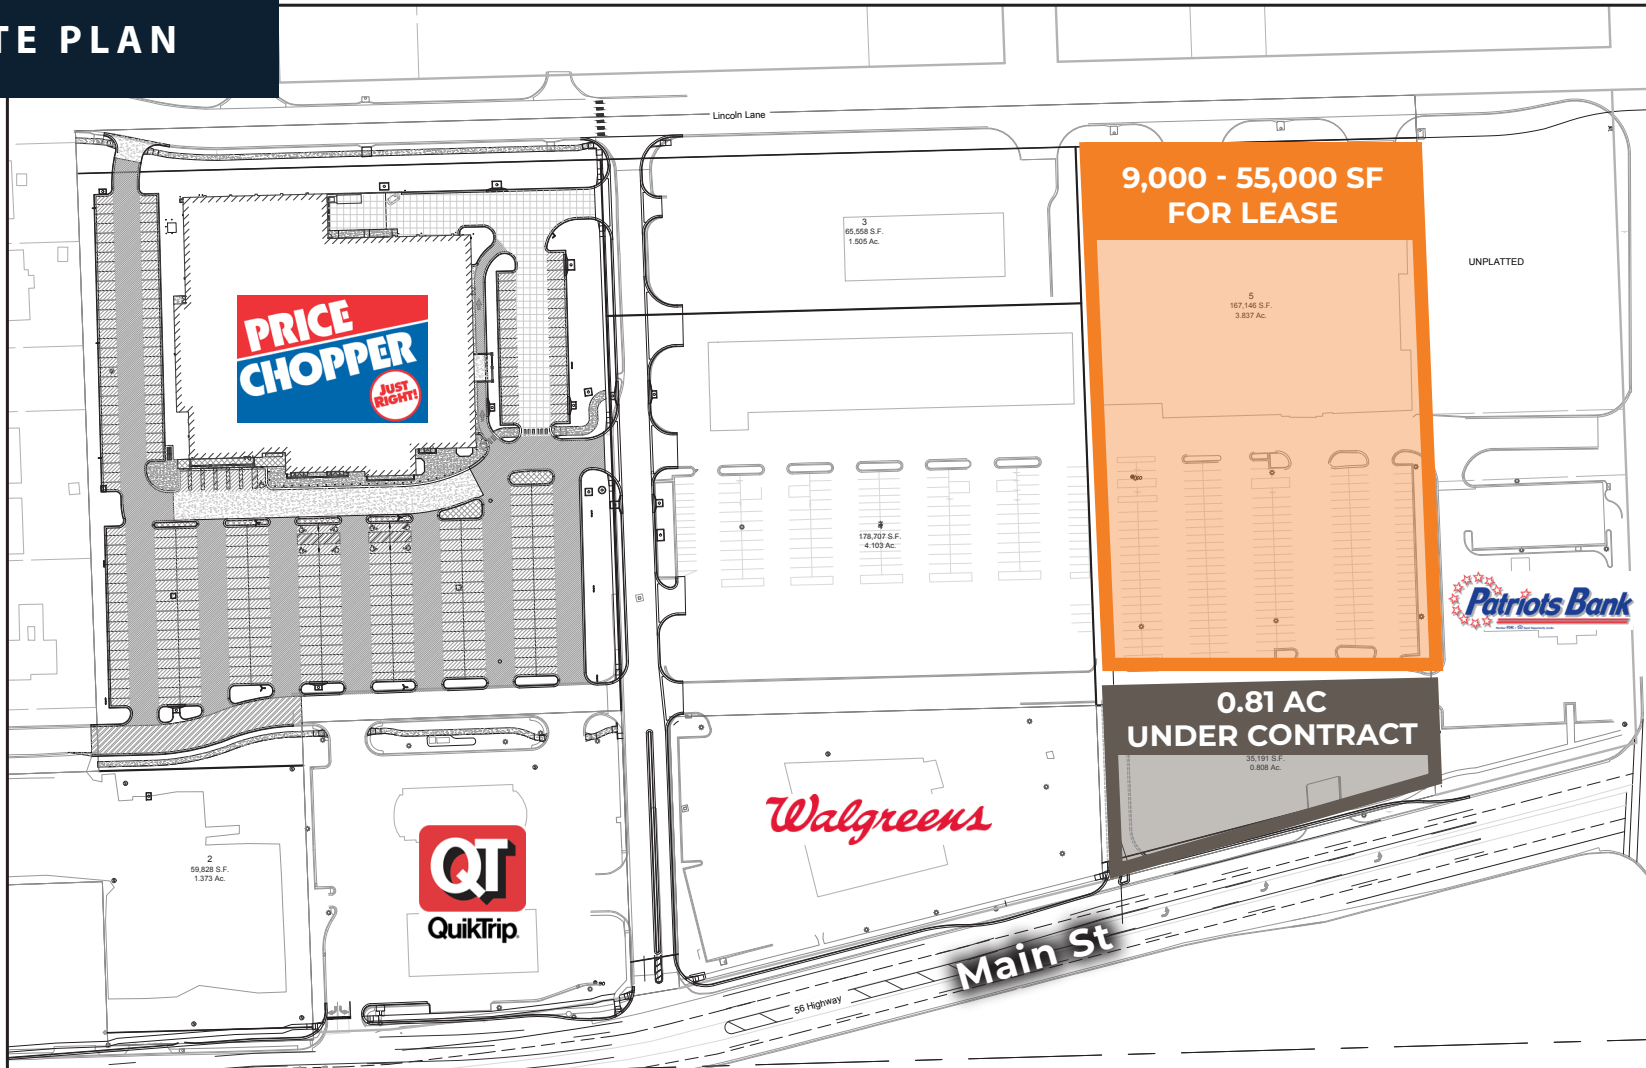 TE PLAN
Lincoln Lane
9,000 - 55,000 SF
FOR LEASE
3
65,558 S.F.
1.505 Ac.
UNPLATTED
5
167,146 S.F.
3.837 Ac.
PRICE
CHOPPER
JUST
RIGHT!
178,707 S.F.
4.103 Ac.
Patriots Bank
0.81 AC
UNDER CONTRACT
35,191 S.F.
0.808 Ac.
Walgreens
2
59,828 S.F.
1.373 Ac.
QT
QuikTrip
Main St
56 Highway